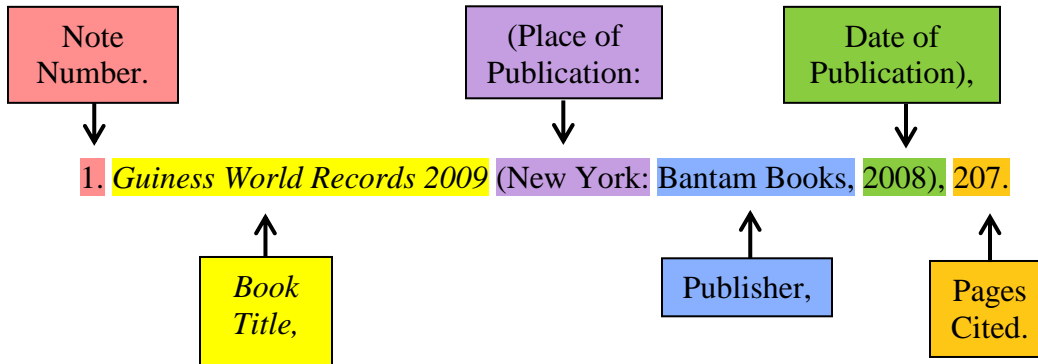 Note
Number.
(Place of
Publication:
Date of
Publication),
1. Guiness World Records 2009 (New York: Bantam Books, 2008), 207.
Book
Title,
Publisher,
Pages
Cited.